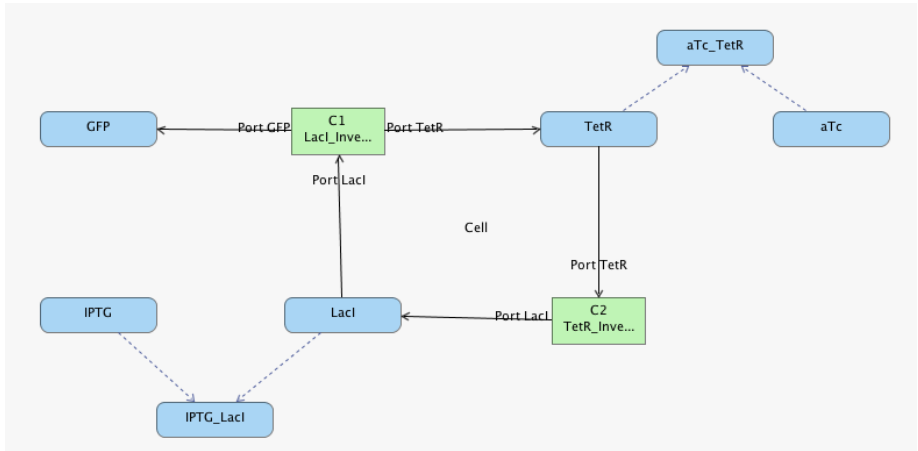 aTc_TetR
GFP
Port GFP
C1
LacI_Inve...
Port TetR
TetR
aTc
Port LacI
Cell
Port TetR
IPTG
LacI
Port LacI
C2
TetR_Inve...
IPTG_LacI